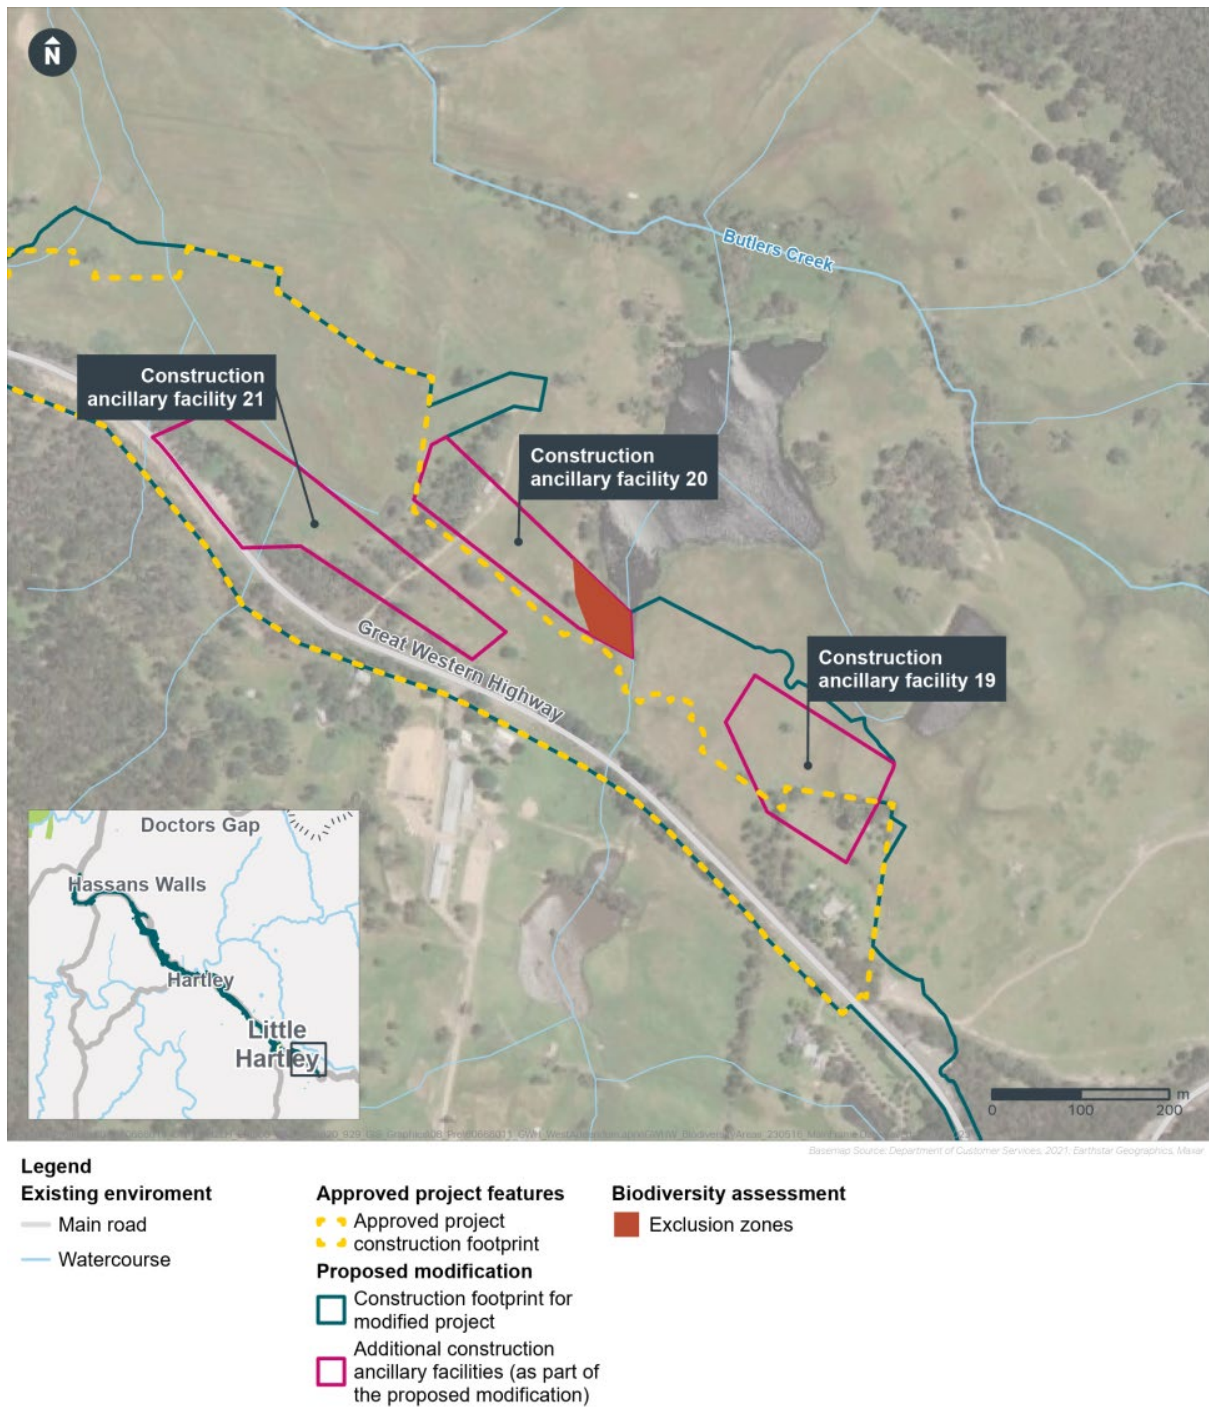 N
Butlers Creek
Construction
ancillary facility 21
Construction
ancillary facility 20
Great Western Highway
Construction
ancillary facility 19
Doctors Gap
Hassans Walls
Hartley
Little
Hartley
m
0 100 200
Basemap Source: Department of Customer Services, 2021; Earthstar Geographics, Maxar
Legend
Existing enviroment
Main road
Watercourse
Approved project features
Approved project
construction footprint
Proposed modification
Construction footprint for
modified project
Additional construction
ancillary facilities (as part of
the proposed modification)
Biodiversity assessment
Exclusion zones